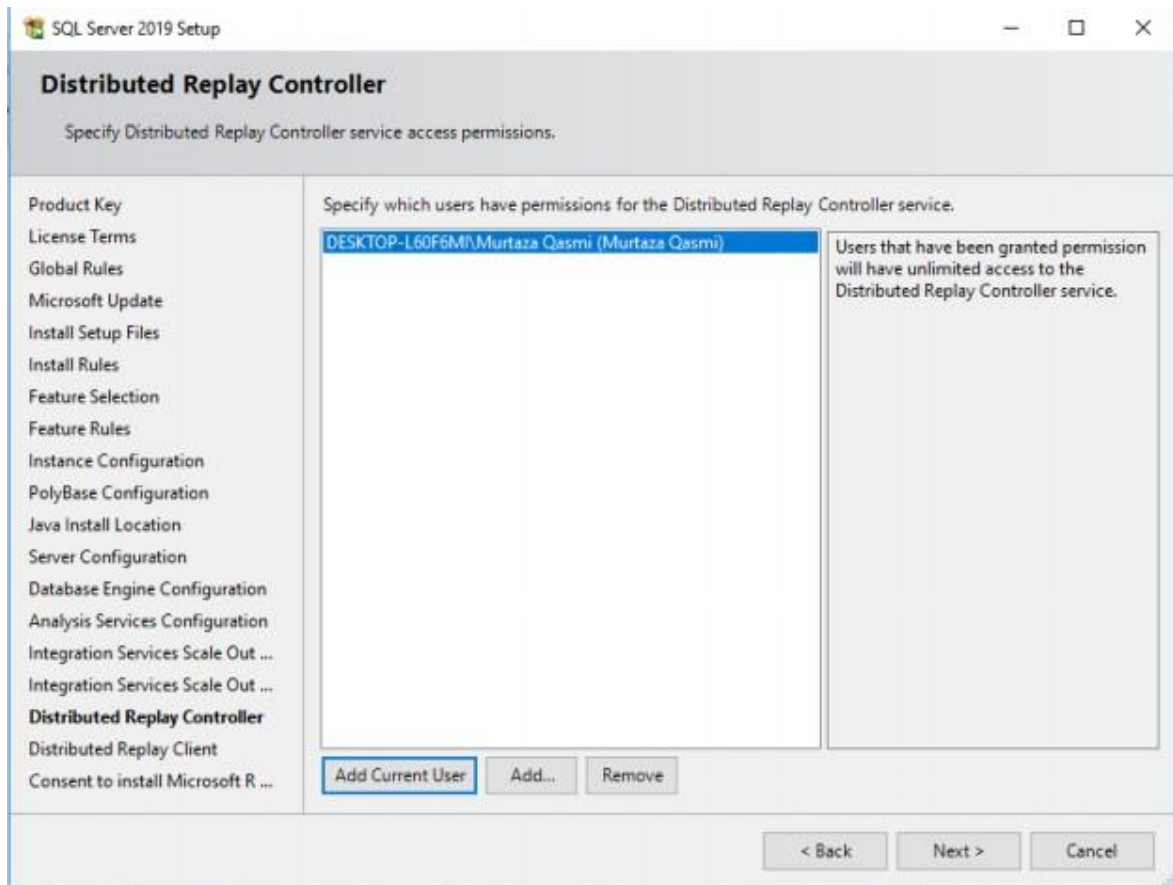 SQL Server 2019 Setup
Distributed Replay Controller
Specify Distributed Replay Controller service access permissions.
Product Key
License Terms
Global Rules
Microsoft Update
Install Setup Files
Install Rules
Feature Selection
Feature Rules
Instance Configuration
PolyBase Configuration
Java Install Location
Server Configuration
Database Engine Configuration
Analysis Services Configuration
Integration Services Scale Out ...
Integration Services Scale Out ...
Distributed Replay Controller
Distributed Replay Client
Consent to install Microsoft R ...
Specify which users have permissions for the Distributed Replay Controller service.
DESKTOP-L60F6MI\Murtaza Qasmi (Murtaza Qasmi)
Users that have been granted permission
will have unlimited access to the
Distributed Replay Controller service.
Add Current User
Add...
Remove
< Back
Next >
Cancel